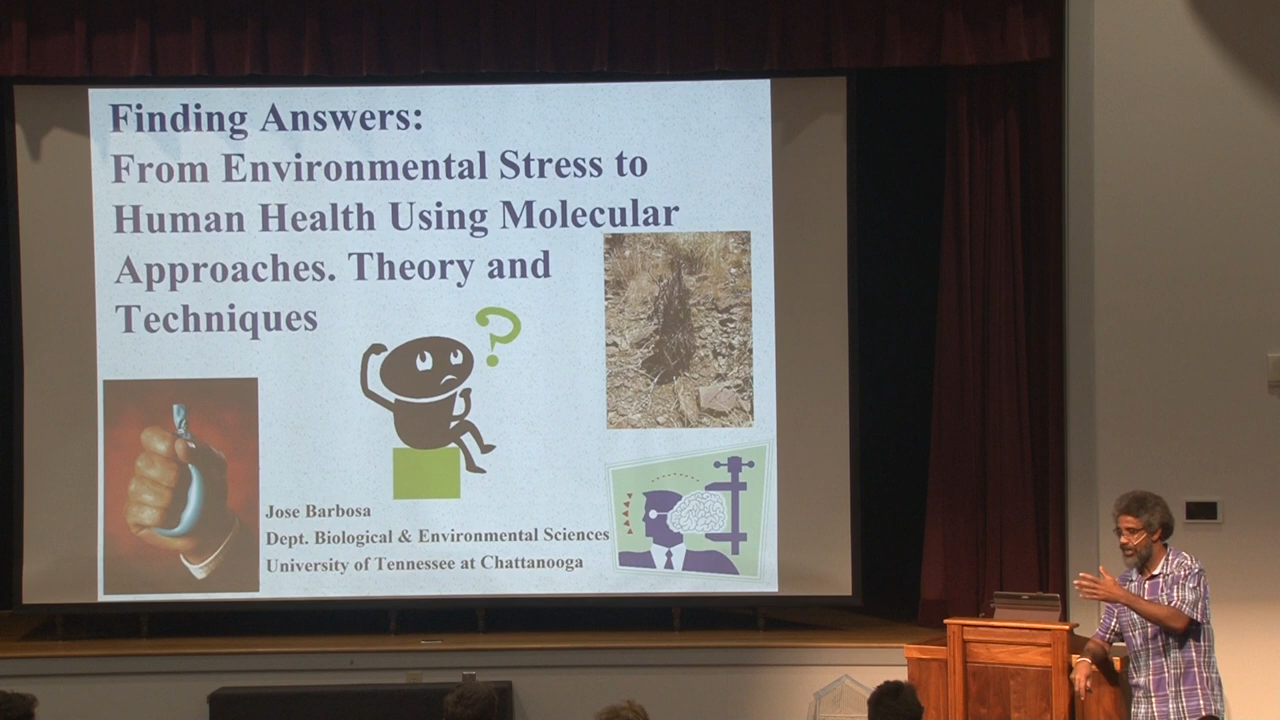 Finding Answers:
From Environmental Stress to
Human Health Using Molecular
Approaches. Theory and
Techniques
?
Jose Barbosa
Dept. Biological & Environmental Sciences
University of Tennessee at Chattanooga